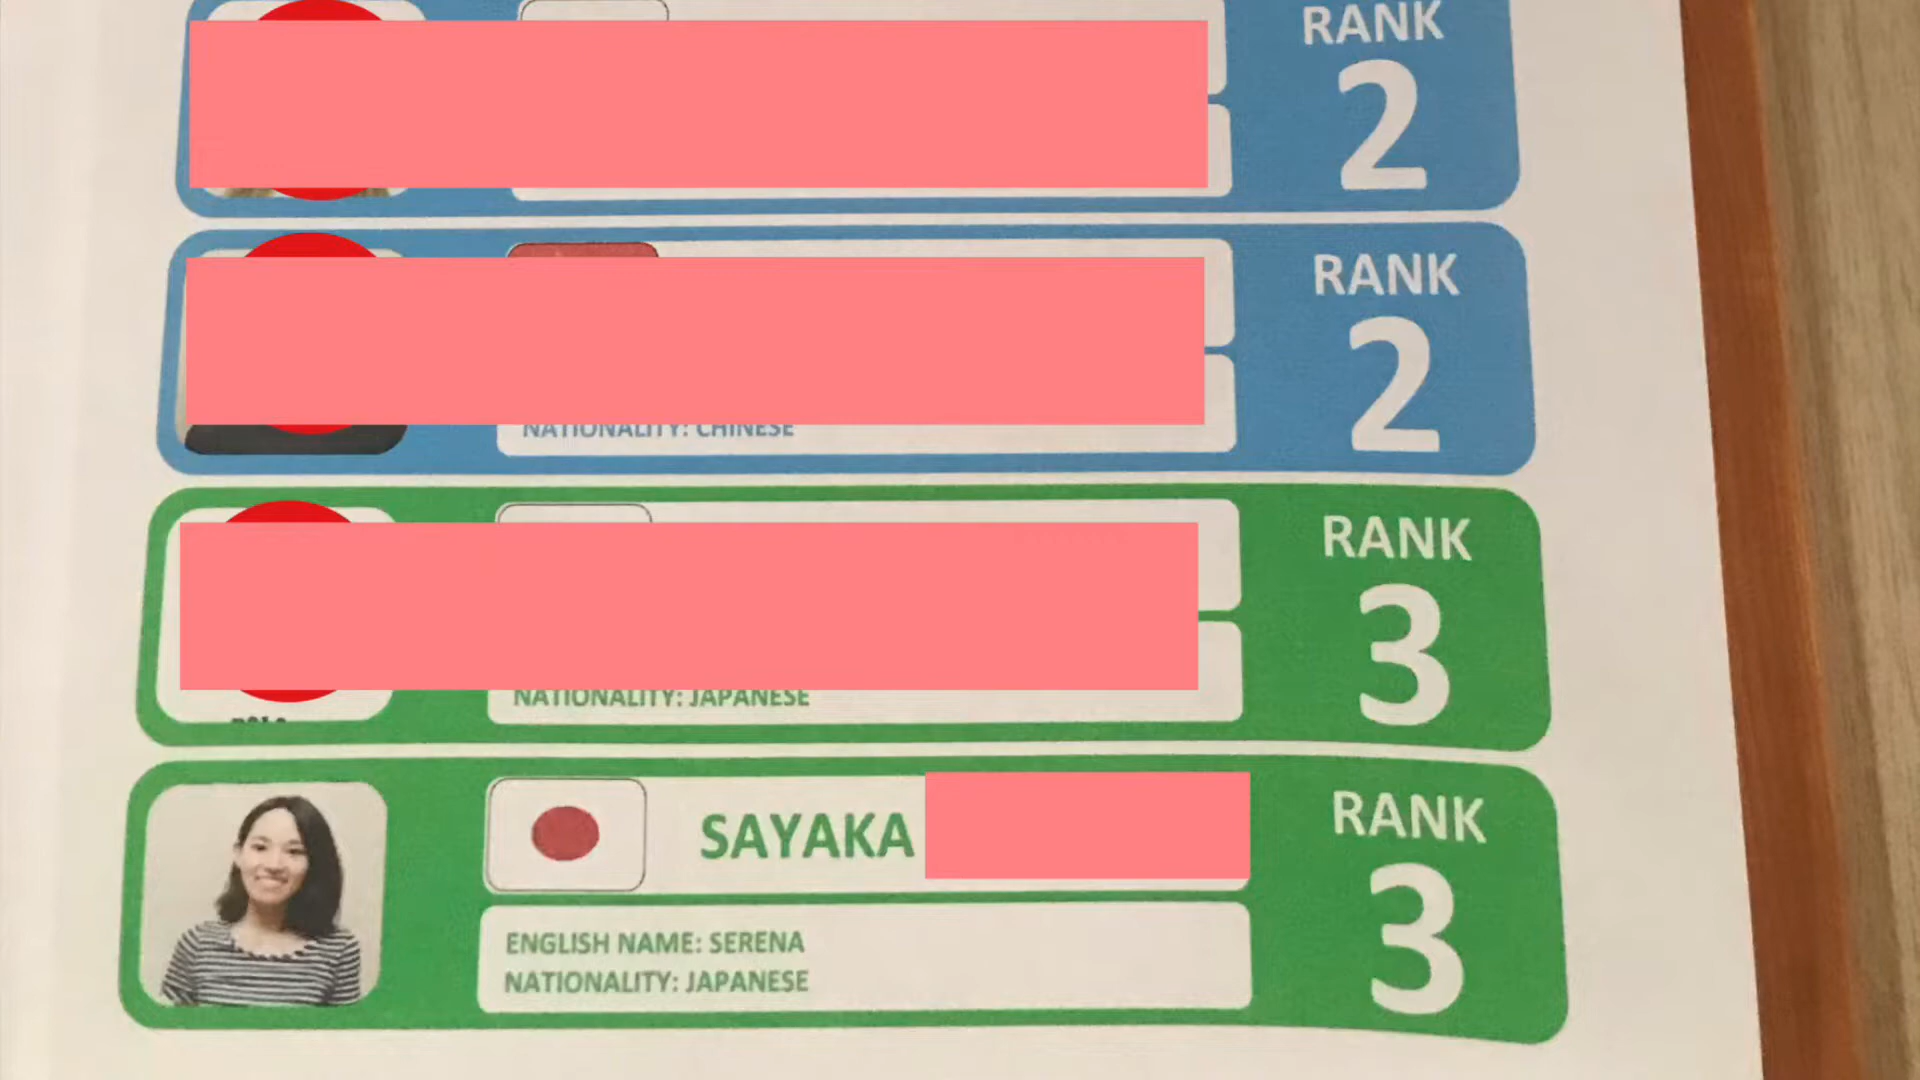 RANK
2
RANK
2
NATIONALITY: CHINESE
RANK
3
NATIONALITY: JAPANESE
SAYAKA
RANK
3
ENGLISH NAME: SERENA
NATIONALITY: JAPANESE